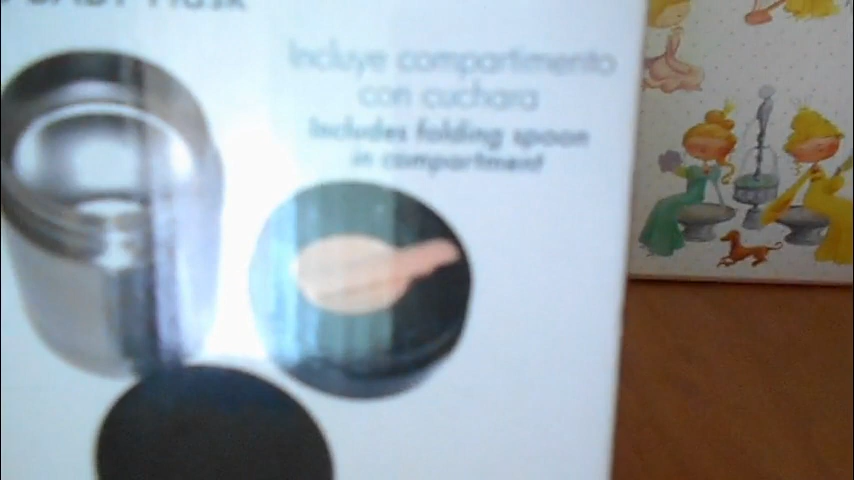 Incluye compartimento
con cuchara
Includes folding spoon
in compartment